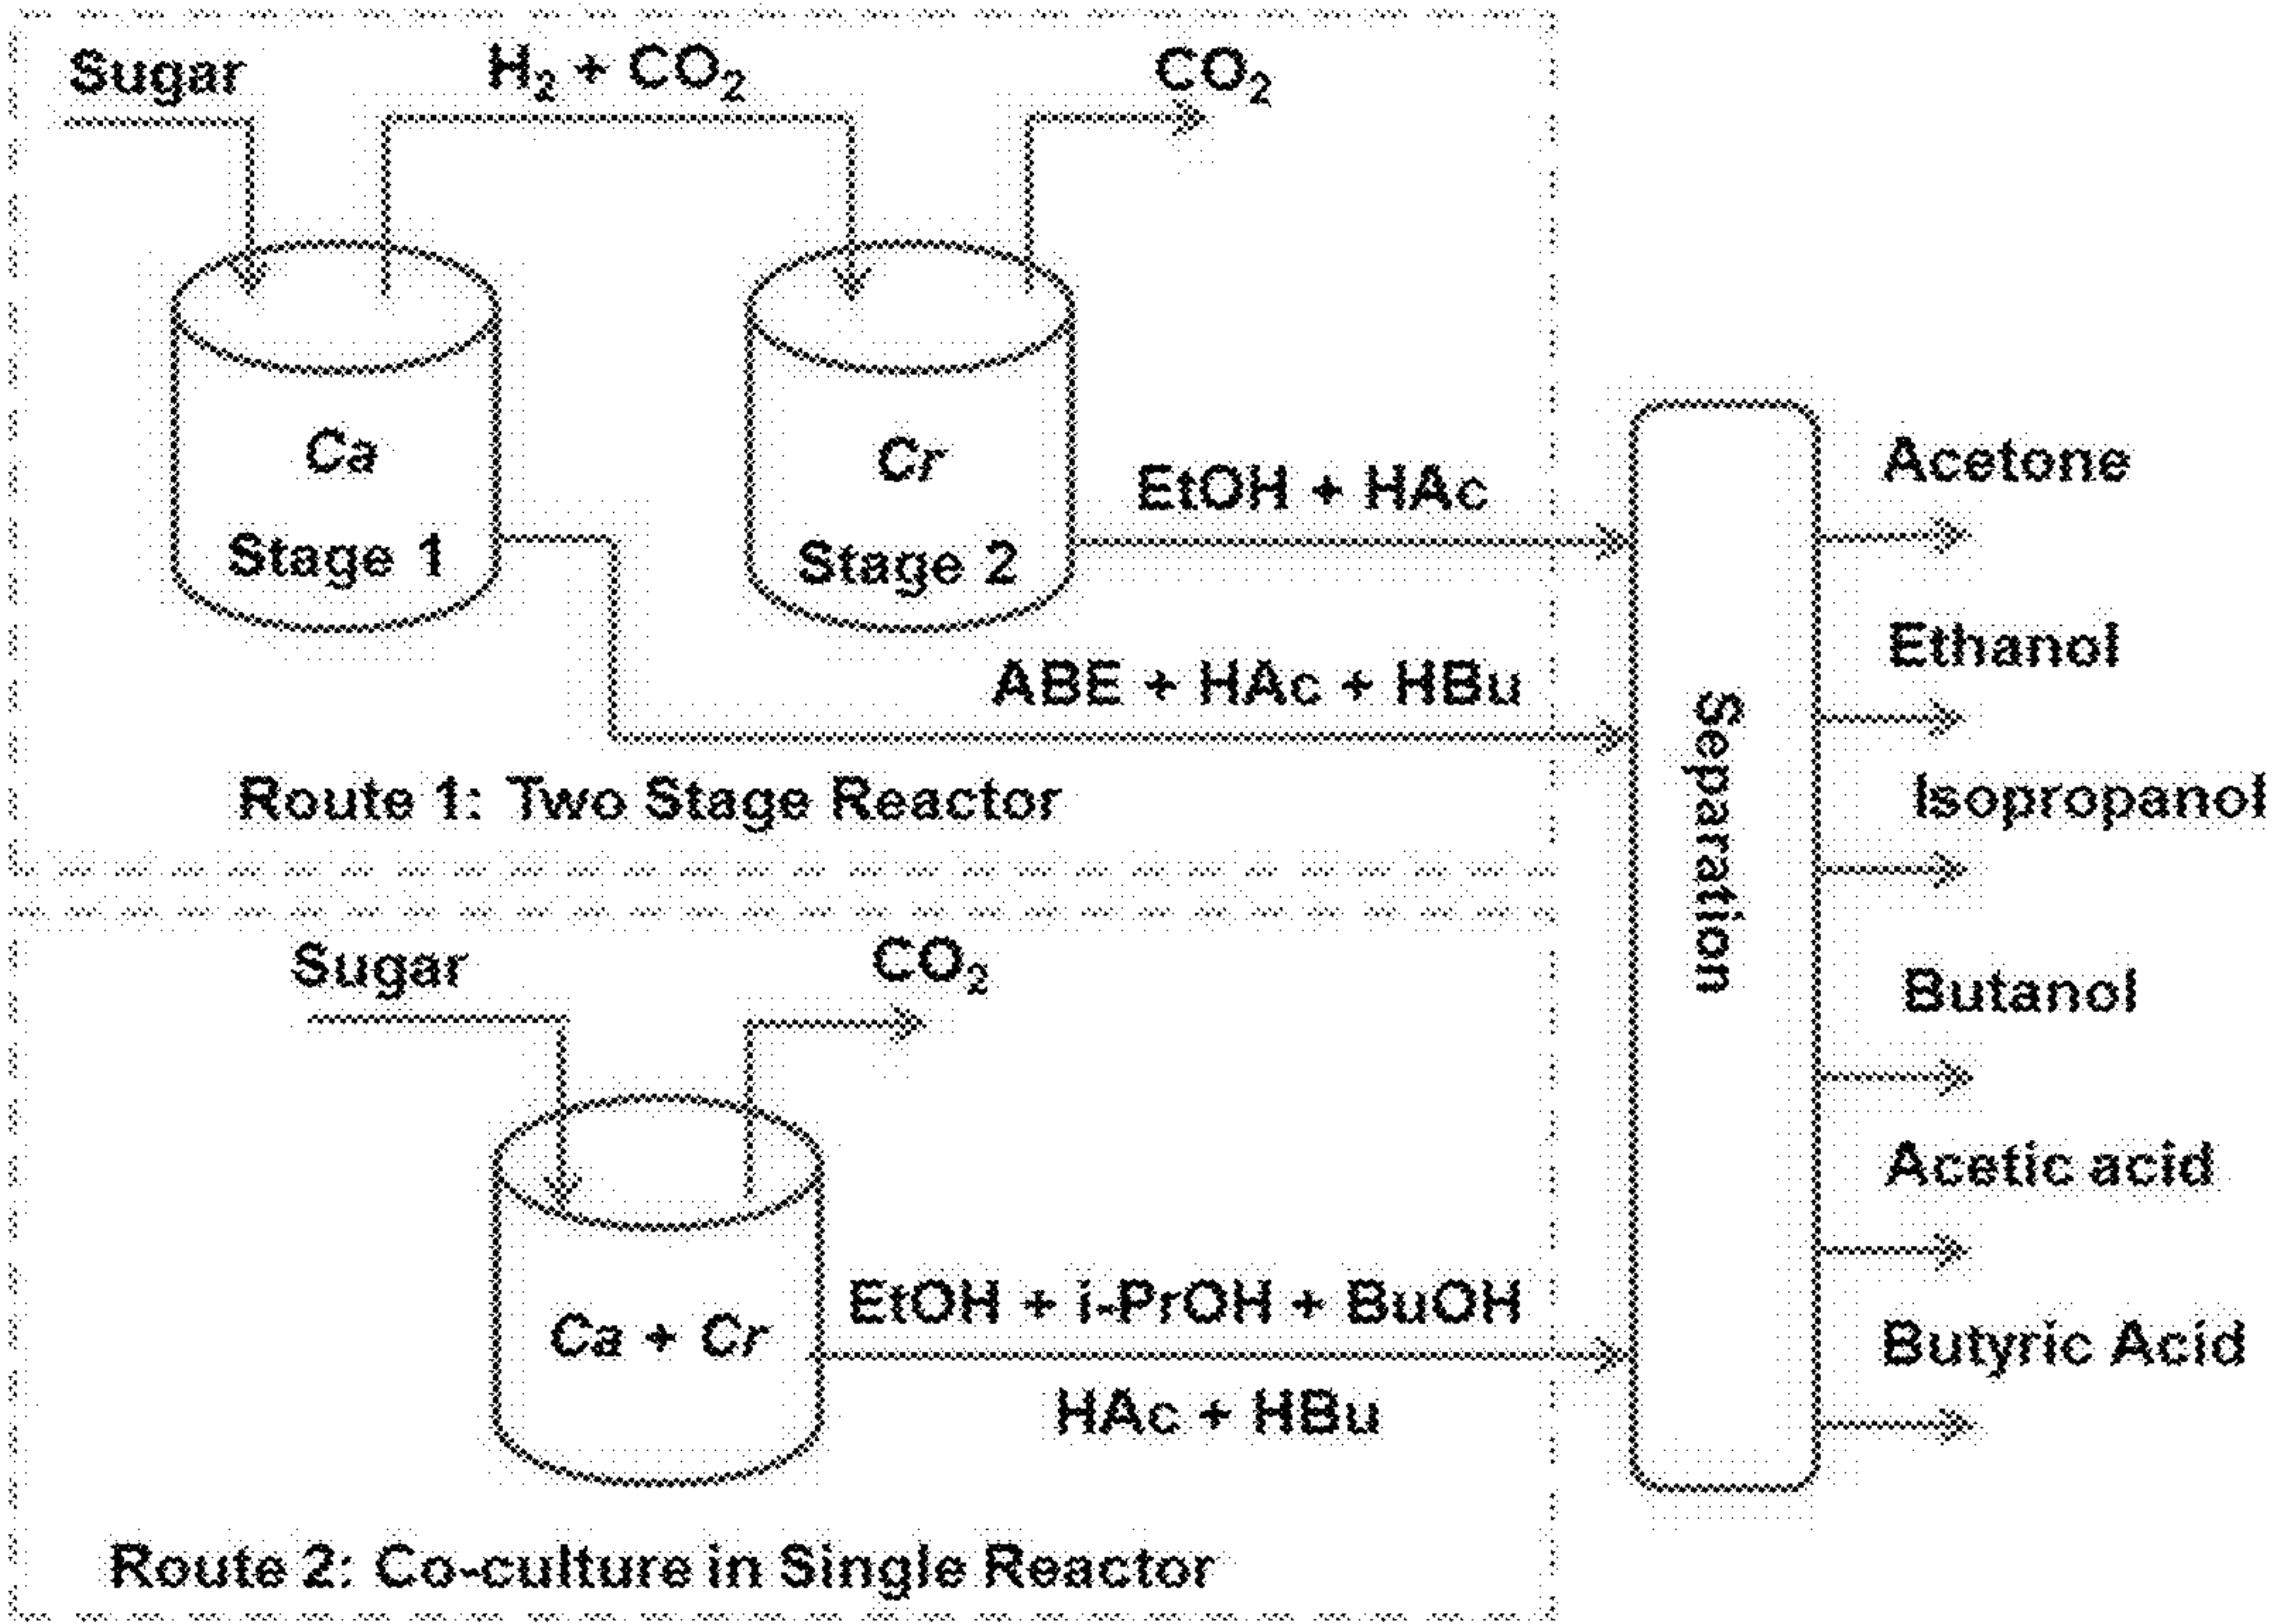 Sugar
H₂ + CO₂
CO₂
Ca
Stage 1
Cr
Stage 2
EtOH + HAc
ABE + HAc + HBu
Route 1: Two Stage Reactor
Sugar
CO₂
Ca + Cr
EtOH + i-PrOH + BuOH
HAc + HBu
Route 2: Co-culture in Single Reactor
Separation
Acetone
Ethanol
Isopropanol
Butanol
Acetic acid
Butyric Acid